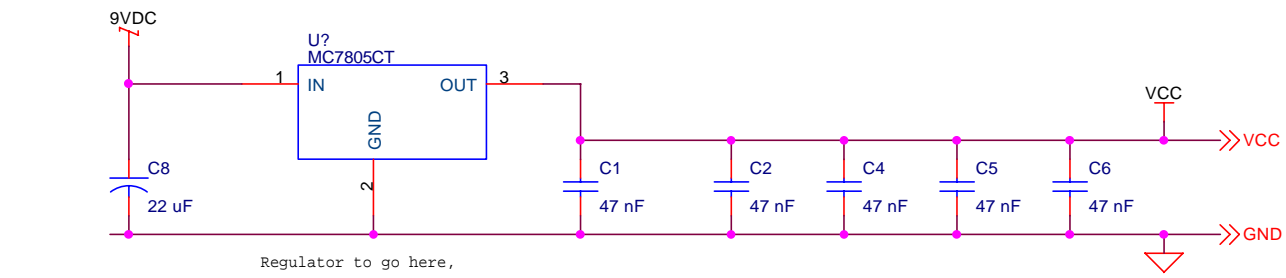 9VDC
U?
MC7805CT
1
IN
OUT
3
GND
2
VCC
VCC
C8
22 uF
C1
47 nF
C2
47 nF
C4
47 nF
C5
47 nF
C6
47 nF
GND
Regulator to go here,